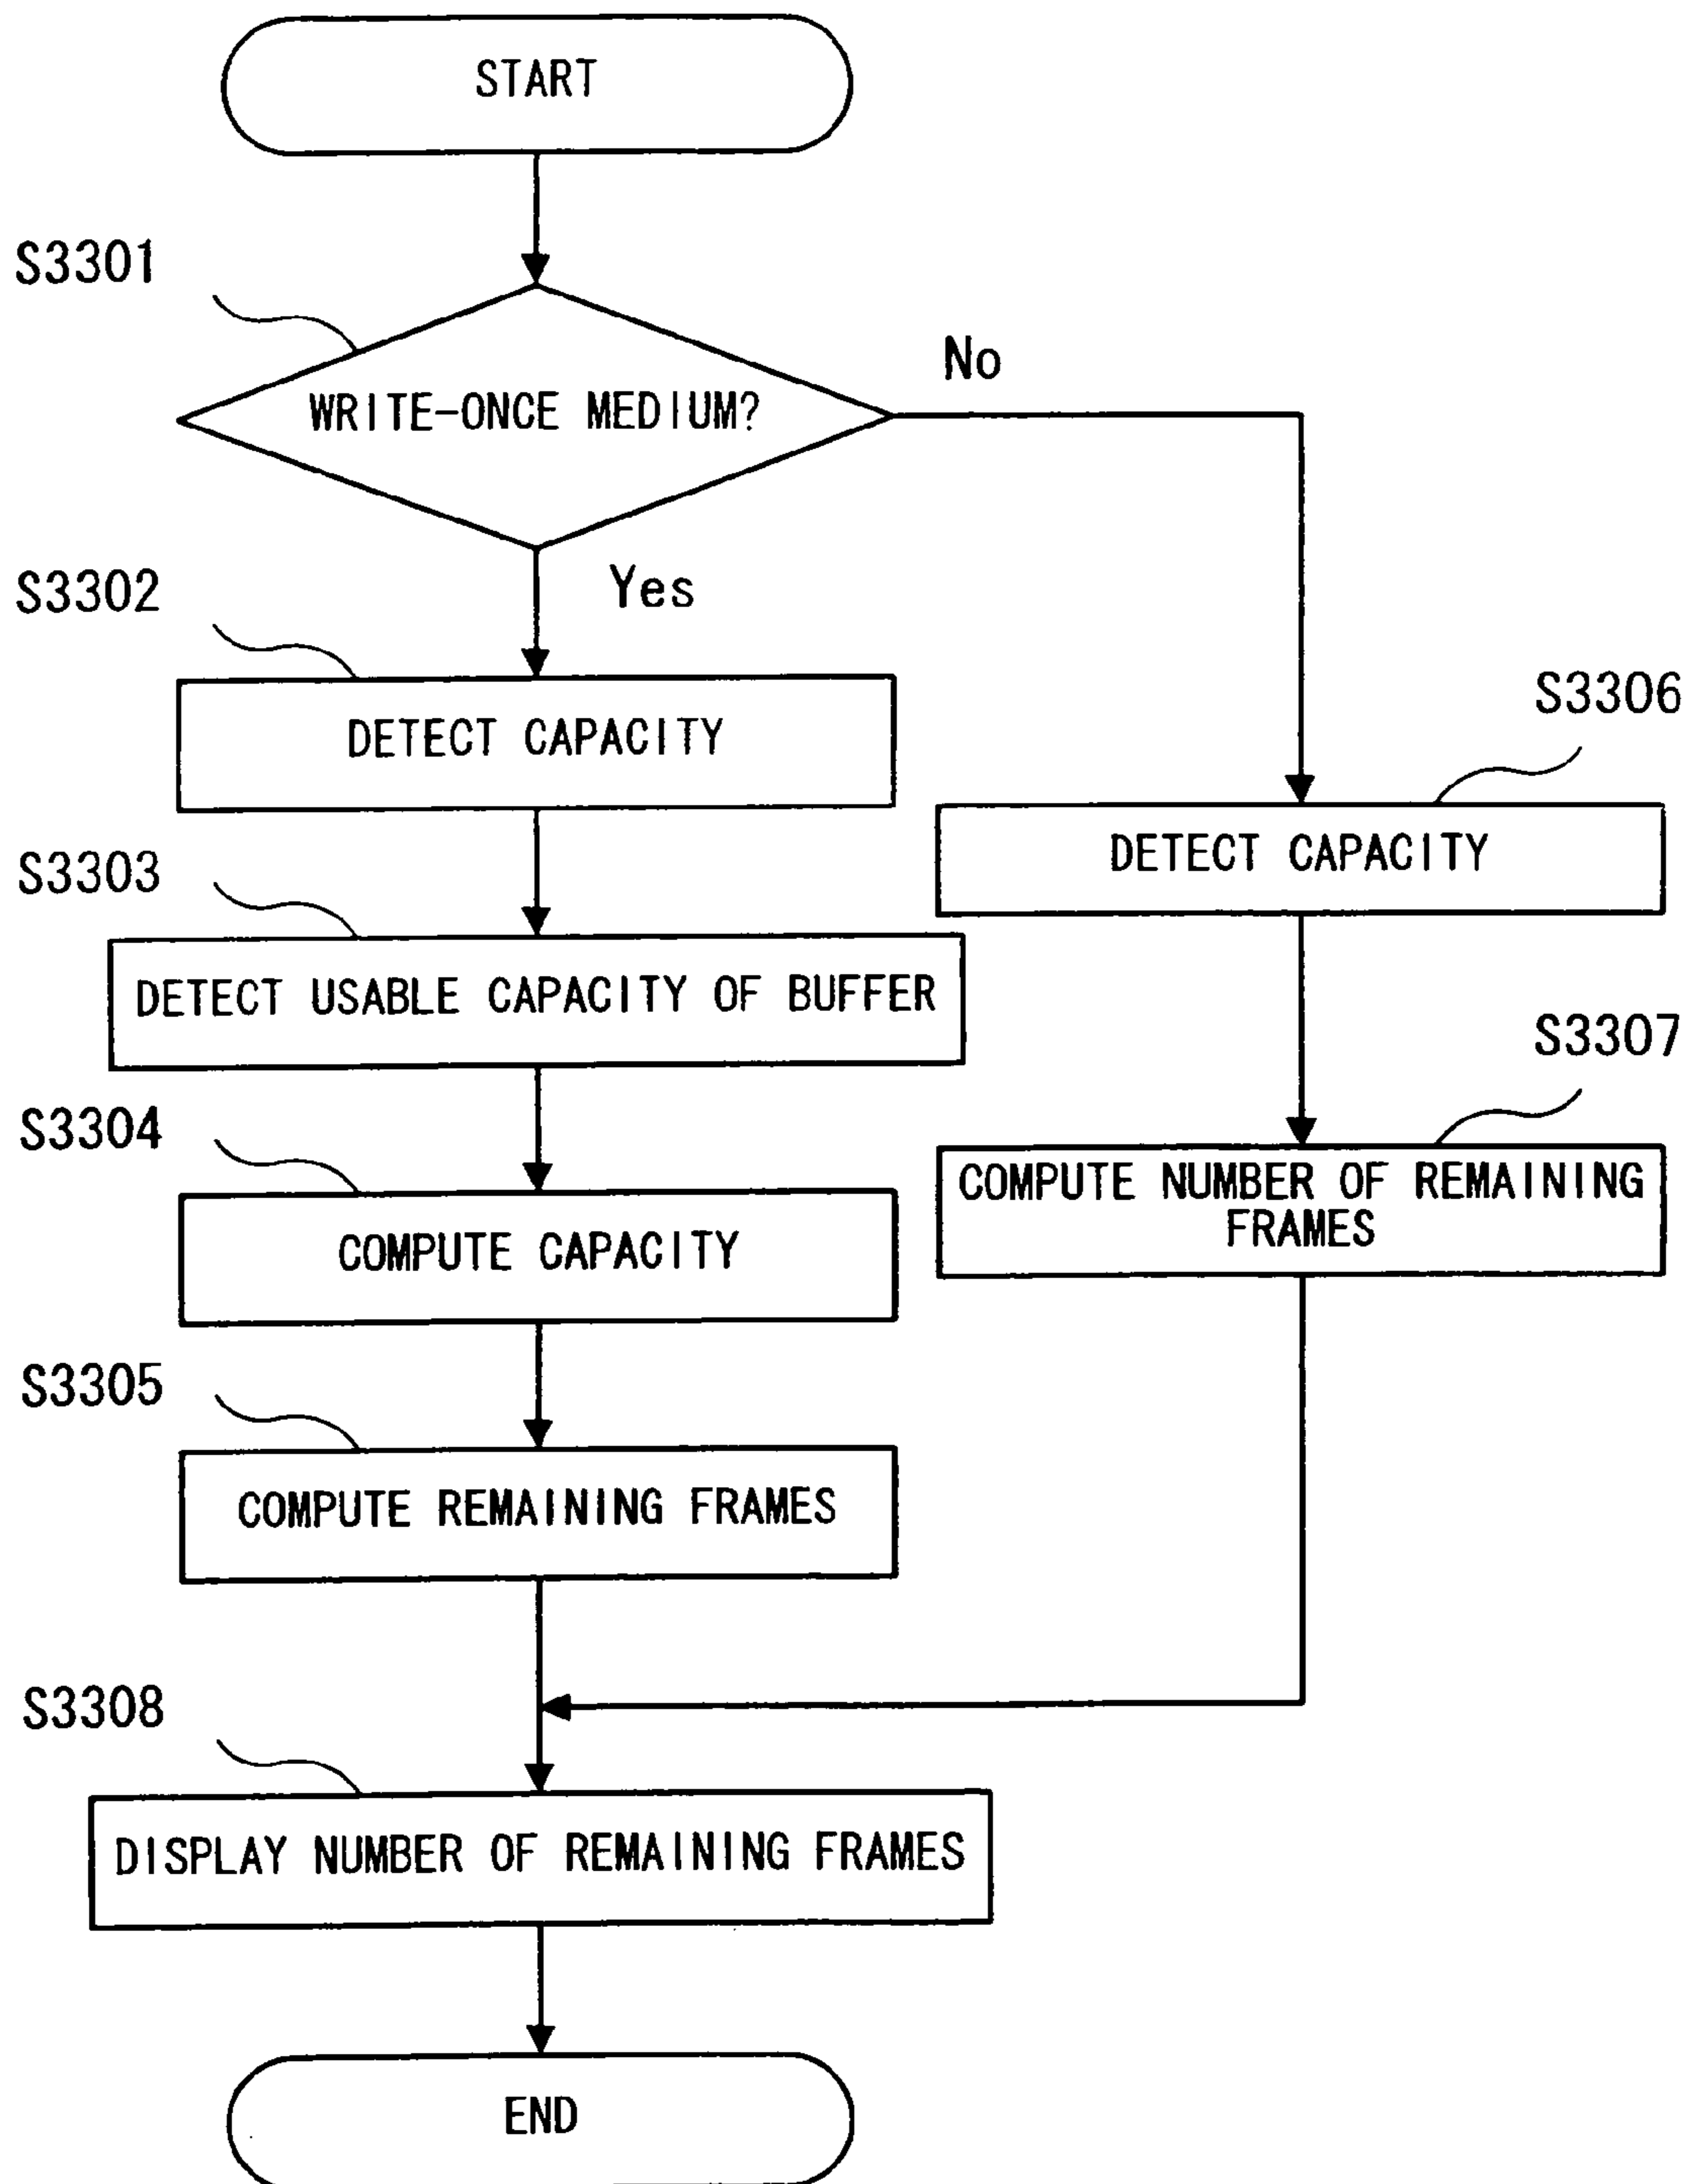 START
S3301
No
WRITE-ONCE MEDIUM?
S3302
Yes
DETECT CAPACITY
S3306
DETECT CAPACITY
S3303
DETECT USABLE CAPACITY OF BUFFER
S3307
S3304
COMPUTE NUMBER OF REMAINING
FRAMES
COMPUTE CAPACITY
S3305
COMPUTE REMAINING FRAMES
S3308
DISPLAY NUMBER OF REMAINING FRAMES
END